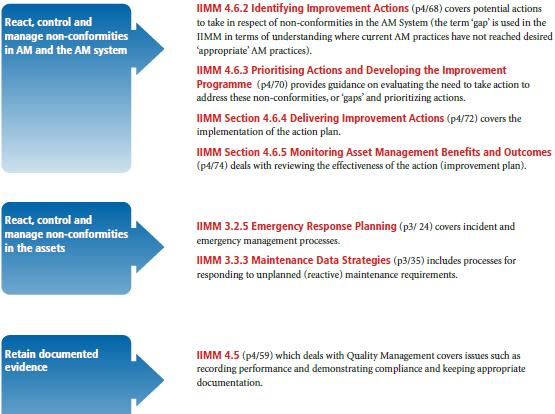 React, control and
manage non-conformities
in AM and the AM system
IIMM 4.6.2 Identifying Improvement Actions (p4/68) covers potential actions
to take in respect of non-conformities in the AM System (the term ‘gap’ is used in the
IIMM in terms of understanding where current AM practices have not reached desired
‘appropriate’ AM practices).
IIMM 4.6.3 Prioritising Actions and Developing the Improvement
Programme (p4/70) provides guidance on evaluating the need to take action to
address these non-conformities, or ‘gaps’ and prioritizing actions.
IIMM Section 4.6.4 Delivering Improvement Actions (p4/72) covers the
implementation of the action plan.
IIMM Section 4.6.5 Monitoring Asset Management Benefits and Outcomes
(p4/74) deals with reviewing the effectiveness of the action (improvement plan).
React, control and
manage non-conformities
in the assets
IIMM 3.2.5 Emergency Response Planning (p3/ 24) covers incident and
emergency management processes.
IIMM 3.3.3 Maintenance Data Strategies (p3/35) includes processes for
responding to unplanned (reactive) maintenance requirements.
Retain documented
evidence
IIMM 4.5 (p4/59) which deals with Quality Management covers issues such as
recording performance and demonstrating compliance and keeping appropriate
documentation.